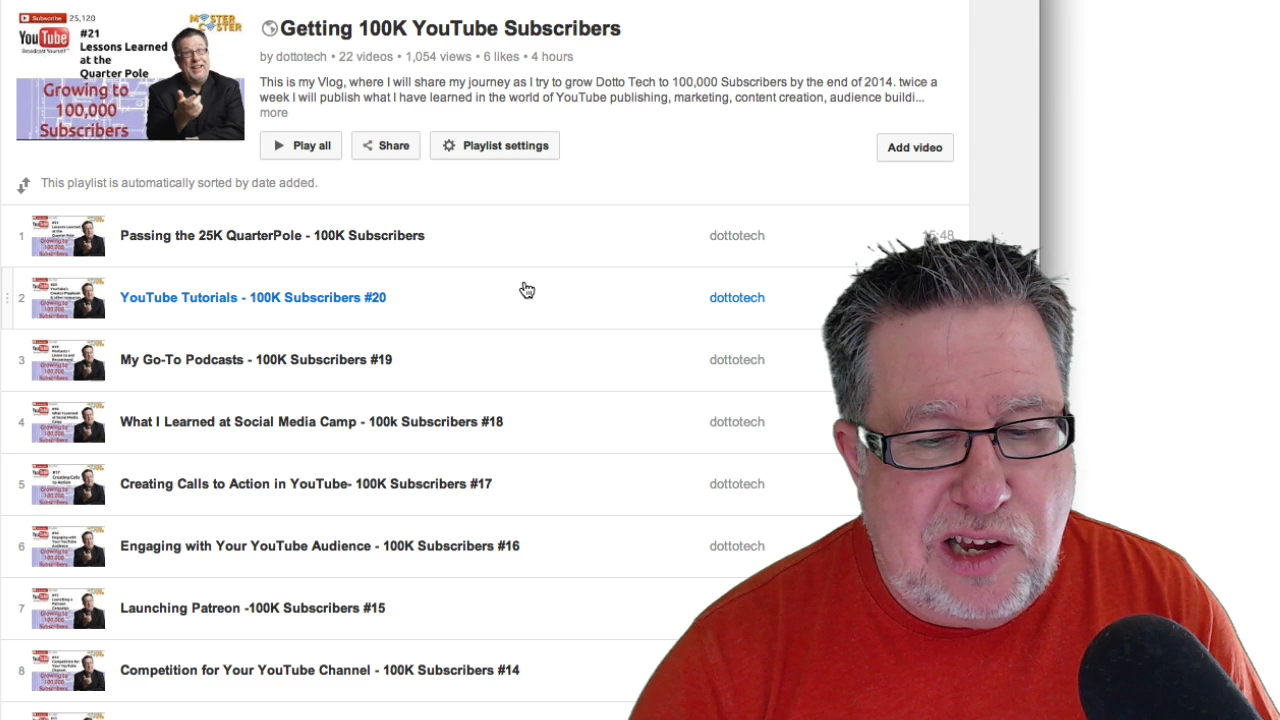 Subscribe 25,120
You Tube
Broadcast Yourself
MASTER
CASTER
#21
Lessons Learned
at the
Quarter Pole
Growing to
100,000
Subscribers
Getting 100K YouTube Subscribers
by dottotech • 22 videos • 1,054 views • 6 likes • 4 hours
This is my Vlog, where I will share my journey as I try to grow Dotto Tech to 100,000 Subscribers by the end of 2014. twice a
week I will publish what I have learned in the world of YouTube publishing, marketing, content creation, audience buildi...
more
Play all Share Playlist settings Add video
This playlist is automatically sorted by date added.
1 Passing the 25K QuarterPole - 100K Subscribers dottotech 15:48
2 YouTube Tutorials - 100K Subscribers #20 dottotech
3 My Go-To Podcasts - 100K Subscribers #19 dottotech
4 What I Learned at Social Media Camp - 100k Subscribers #18 dottotech
5 Creating Calls to Action in YouTube- 100K Subscribers #17 dottotech
6 Engaging with Your YouTube Audience - 100K Subscribers #16 dottotech
7 Launching Patreon -100K Subscribers #15
8 Competition for Your YouTube Channel - 100K Subscribers #14